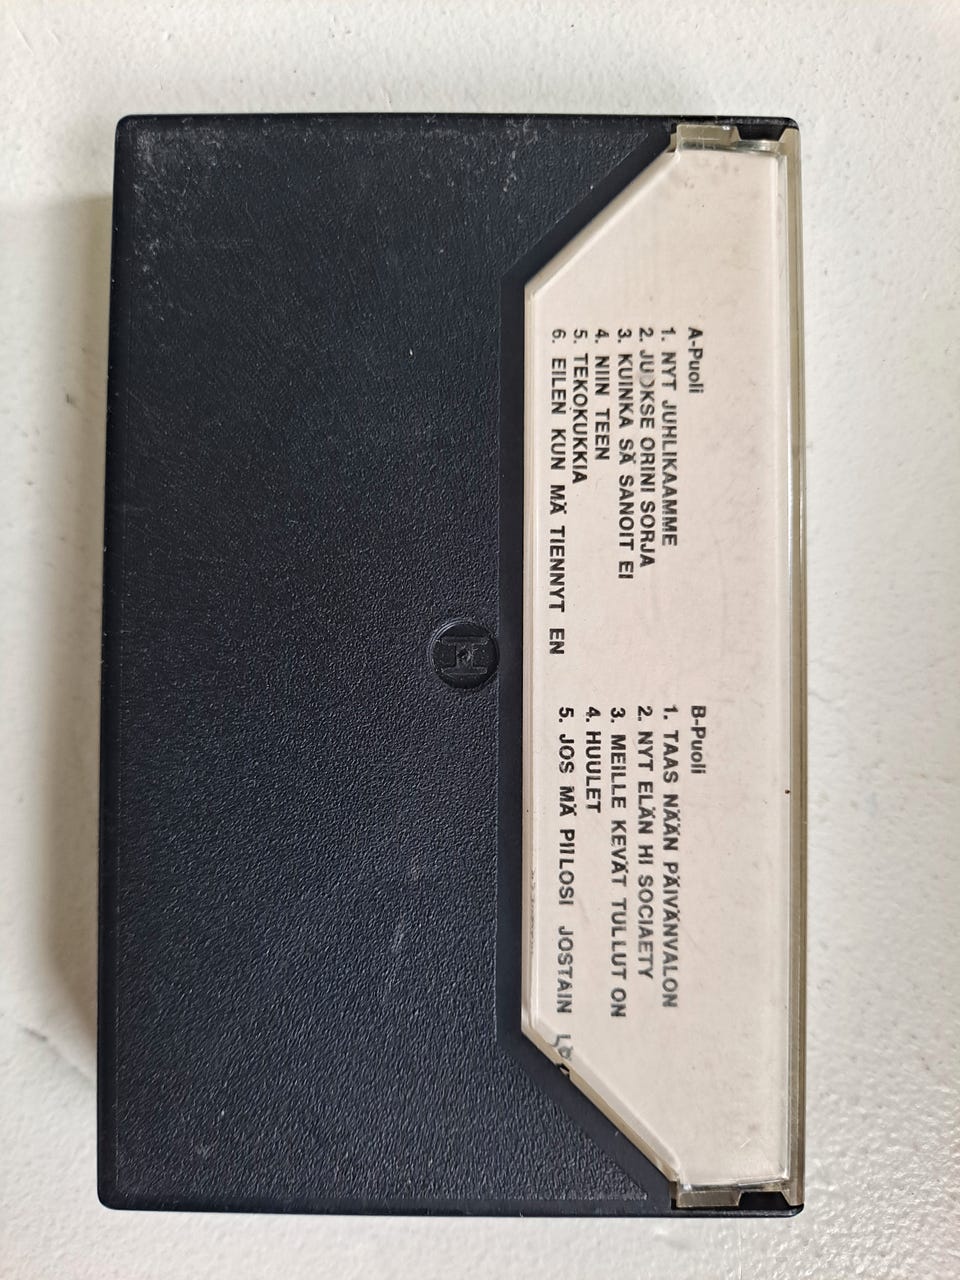 A-Puoli
1. NYT JUHLIKAAMME
2. JUOKSE ORINI SORJA
3. KUINKA SÄ SANOIT EI
4. NIIN TEEN
5. TEKOKUKKIA
6. EILEN KUN MÄ TIENNYT EN
B-Puoli
1. TAAS NÄÄN PÄIVÄNVALON
2. NYT ELÄN HI SOCIAETY
3. MEILLE KEVÄT TULLUT ON
4. HUULET
5. JOS MÄ PIILOSI JOSTAIN
H